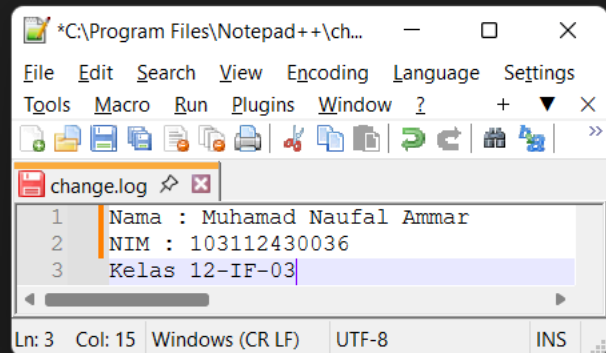 *C:\Program Files\Notepad++\ch...
File Edit Search View Encoding Language Settings
Tools Macro Run Plugins Window ? + ▼ X
change.log
1 Nama : Muhamad Naufal Ammar
2 NIM : 103112430036
3 Kelas 12-IF-03
Ln: 3 Col: 15 Windows (CR LF) UTF-8 INS